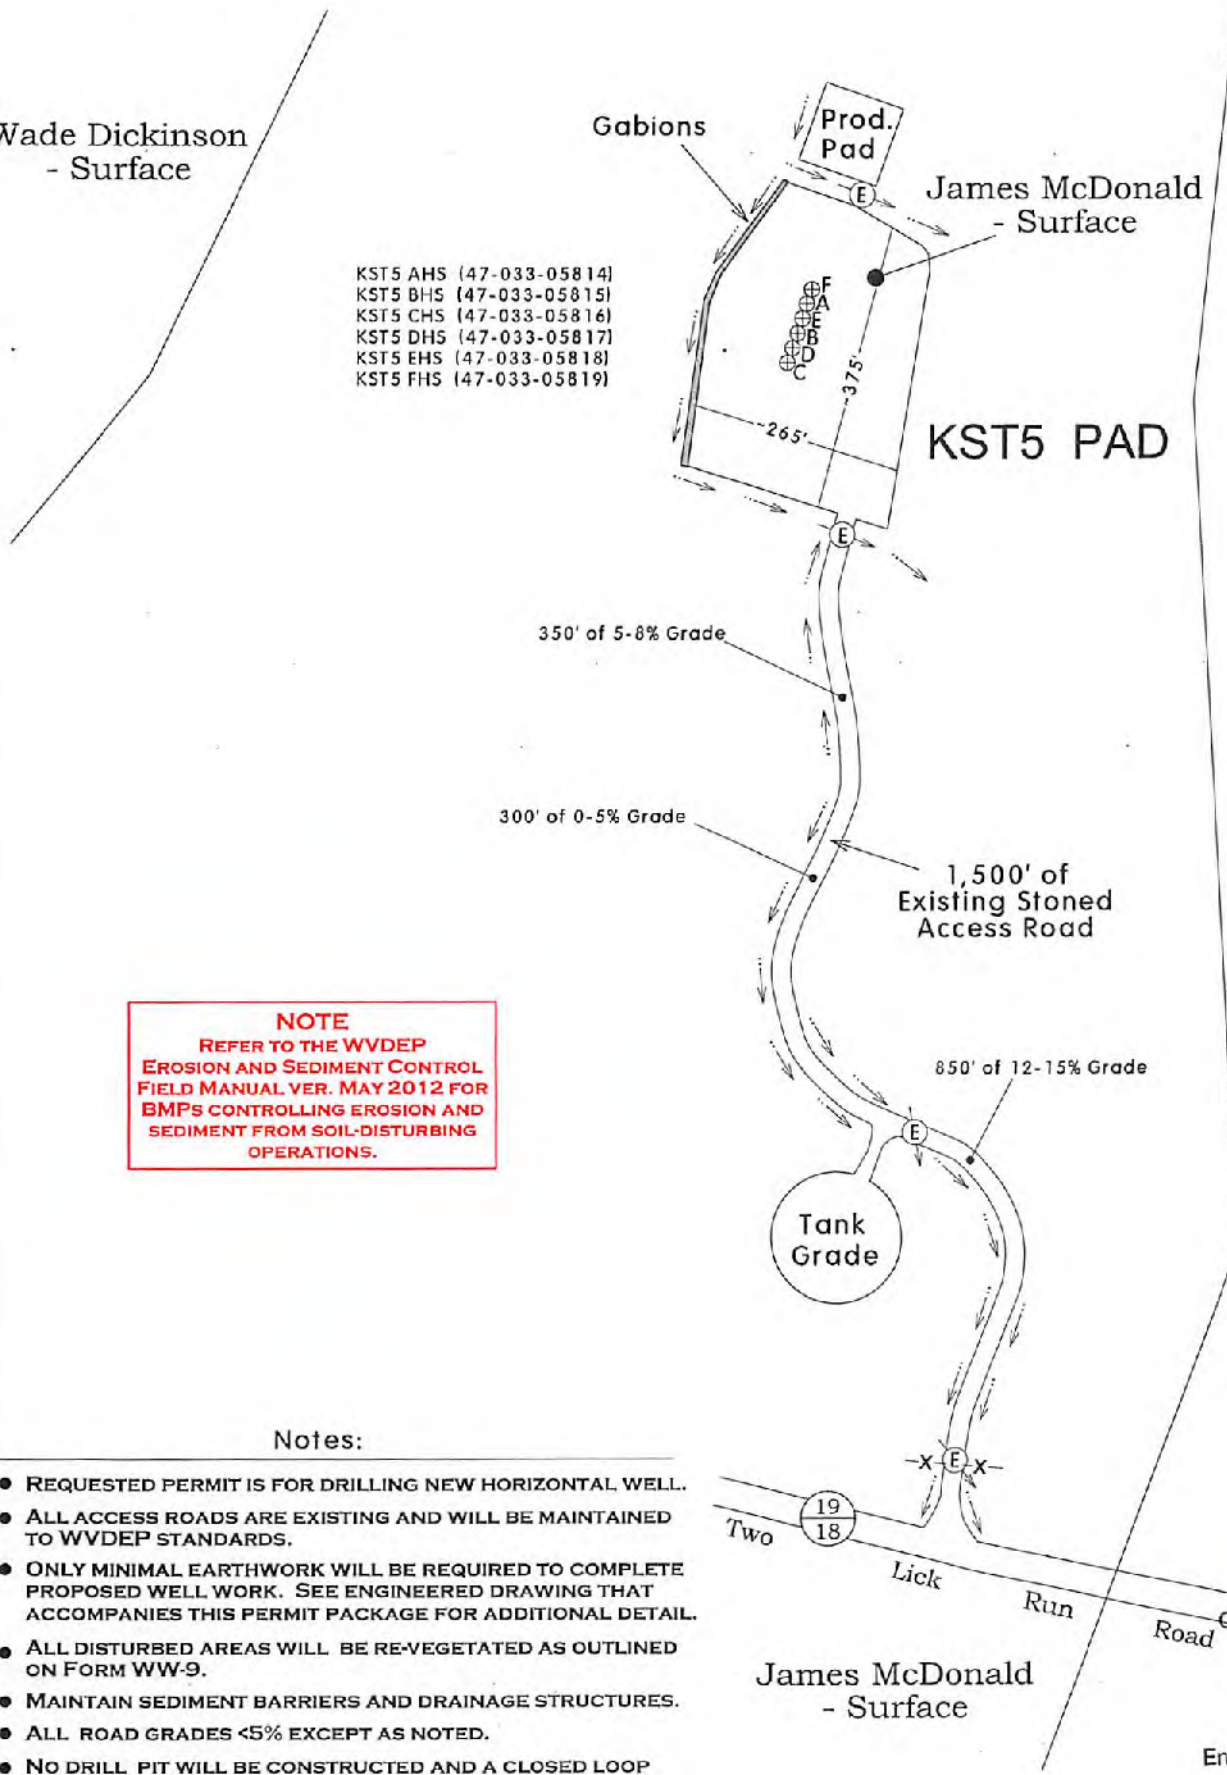 Wade Dickinson
- Surface
Gabions
Prod.
Pad
E
James McDonald
- Surface
KST5 AHS (47-033-05814)
KST5 BHS (47-033-05815)
KST5 CHS (47-033-05816)
KST5 DHS (47-033-05817)
KST5 EHS (47-033-05818)
KST5 FHS (47-033-05819)
F
A
E
B
D
C
375'
265'
KST5 PAD
E
350' of 5-8% Grade
300' of 0-5% Grade
1,500' of
Existing Stoned
Access Road
NOTE
REFER TO THE WVDEP
EROSION AND SEDIMENT CONTROL
FIELD MANUAL VER. MAY 2012 FOR
BMPS CONTROLLING EROSION AND
SEDIMENT FROM SOIL-DISTURBING
OPERATIONS.
850' of 12-15% Grade
E
Tank
Grade
Notes:
● REQUESTED PERMIT IS FOR DRILLING NEW HORIZONTAL WELL.
● ALL ACCESS ROADS ARE EXISTING AND WILL BE MAINTAINED
TO WVDEP STANDARDS.
● ONLY MINIMAL EARTHWORK WILL BE REQUIRED TO COMPLETE
PROPOSED WELL WORK. SEE ENGINEERED DRAWING THAT
ACCOMPANIES THIS PERMIT PACKAGE FOR ADDITIONAL DETAIL.
● ALL DISTURBED AREAS WILL BE RE-VEGETATED AS OUTLINED
ON FORM WW-9.
● MAINTAIN SEDIMENT BARRIERS AND DRAINAGE STRUCTURES.
● ALL ROAD GRADES <5% EXCEPT AS NOTED.
● NO DRILL PIT WILL BE CONSTRUCTED AND A CLOSED LOOP
-X- E -X-
19
18
Two Lick Run Road
James McDonald
- Surface
En